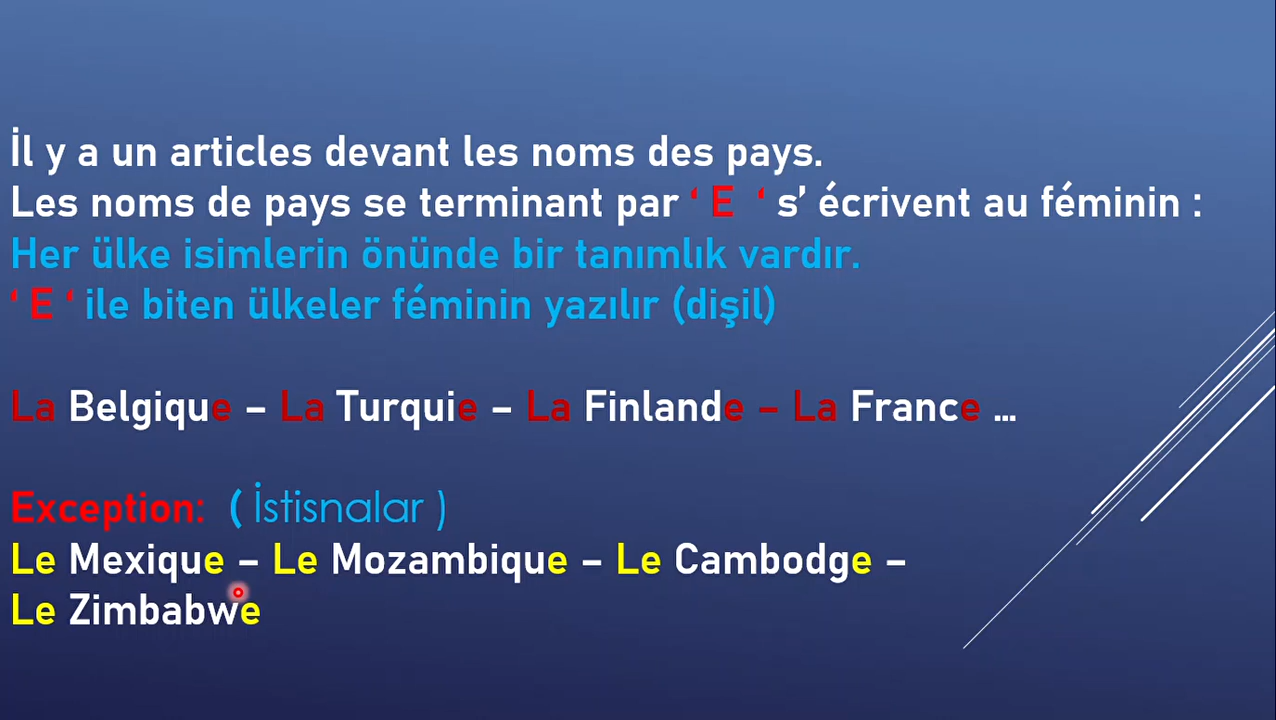 İl y a un articles devant les noms des pays.
Les noms de pays se terminant par ‘ E ‘ s’ écrivent au féminin :
Her ülke isimlerin önünde bir tanımlık vardır.
‘ E ‘ ile biten ülkeler féminin yazılır (dişil)
La Belgique – La Turquie – La Finlande – La France ...
Exception: ( İstisnalar )
Le Mexique – Le Mozambique – Le Cambodge –
Le Zimbabwe